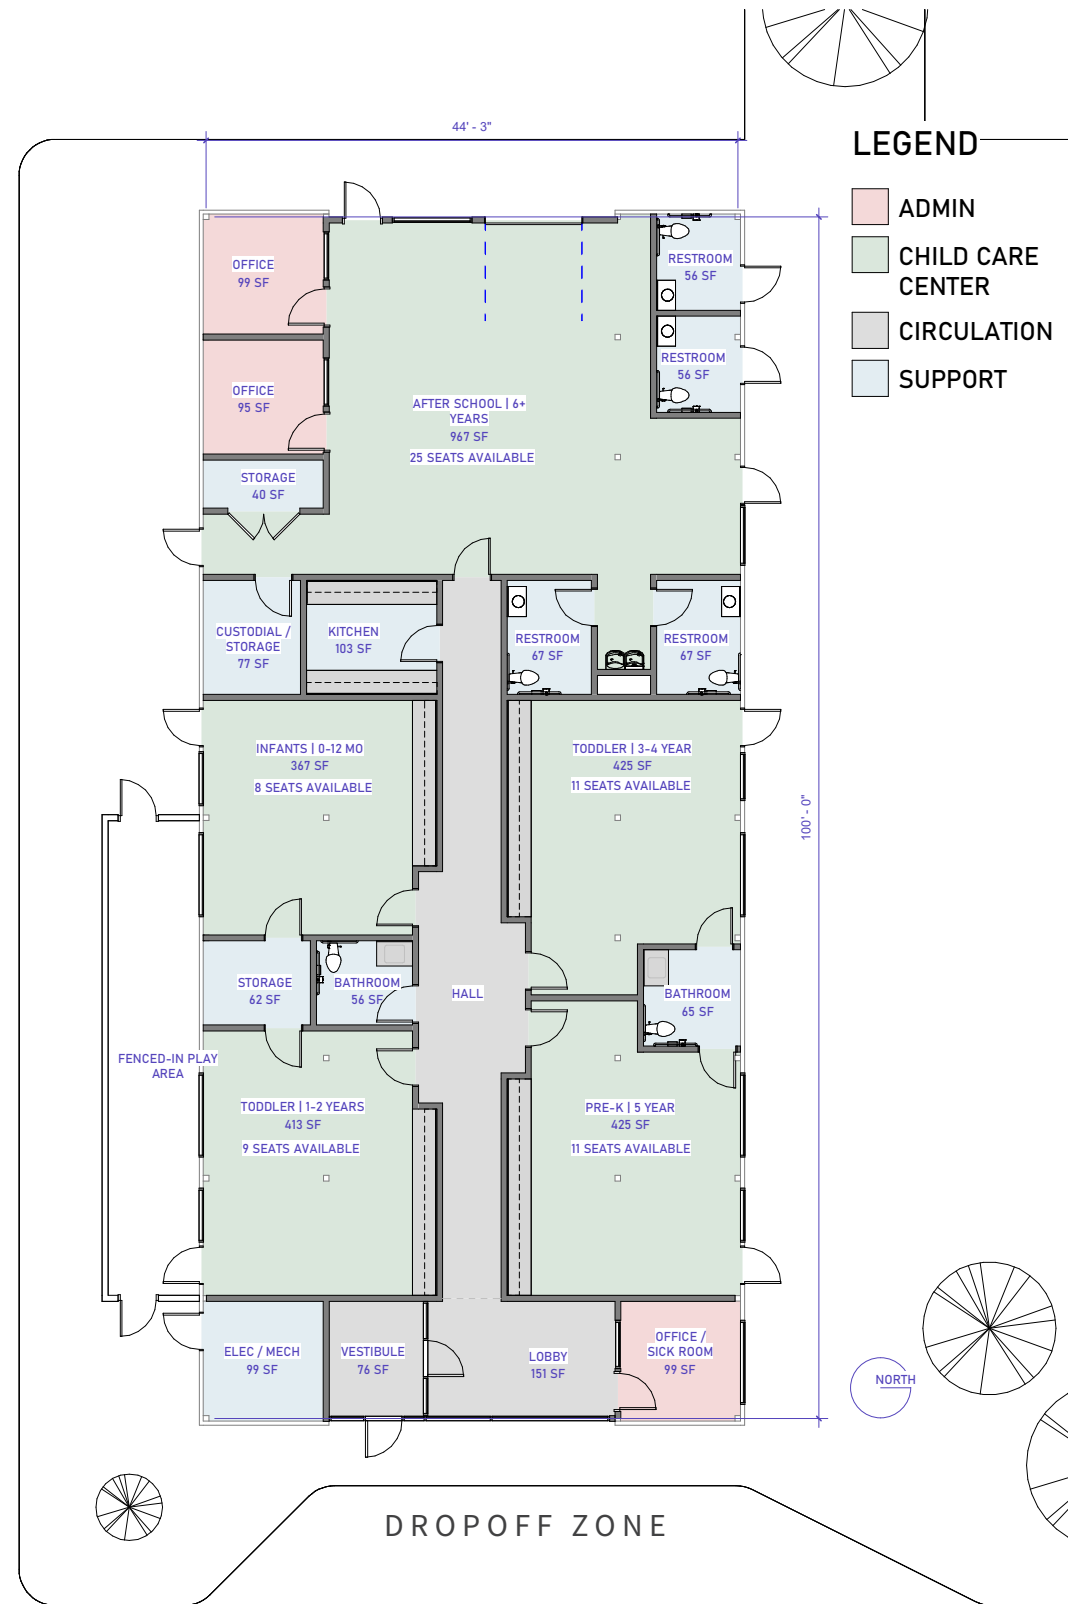 44' - 3"
LEGEND
ADMIN
CHILD CARE
CENTER
CIRCULATION
SUPPORT
OFFICE
99 SF
RESTROOM
56 SF
OFFICE
95 SF
RESTROOM
56 SF
AFTER SCHOOL | 6+
YEARS
967 SF
25 SEATS AVAILABLE
STORAGE
40 SF
CUSTODIAL /
STORAGE
77 SF
KITCHEN
103 SF
RESTROOM
67 SF
RESTROOM
67 SF
INFANTS | 0-12 MO
367 SF
8 SEATS AVAILABLE
TODDLER | 3-4 YEAR
425 SF
11 SEATS AVAILABLE
100' - 0"
STORAGE
62 SF
BATHROOM
56 SF
HALL
BATHROOM
65 SF
FENCED-IN PLAY
AREA
TODDLER | 1-2 YEARS
413 SF
9 SEATS AVAILABLE
PRE-K | 5 YEAR
425 SF
11 SEATS AVAILABLE
ELEC / MECH
99 SF
VESTIBULE
76 SF
LOBBY
151 SF
OFFICE /
SICK ROOM
99 SF
NORTH
DROPOFF ZONE